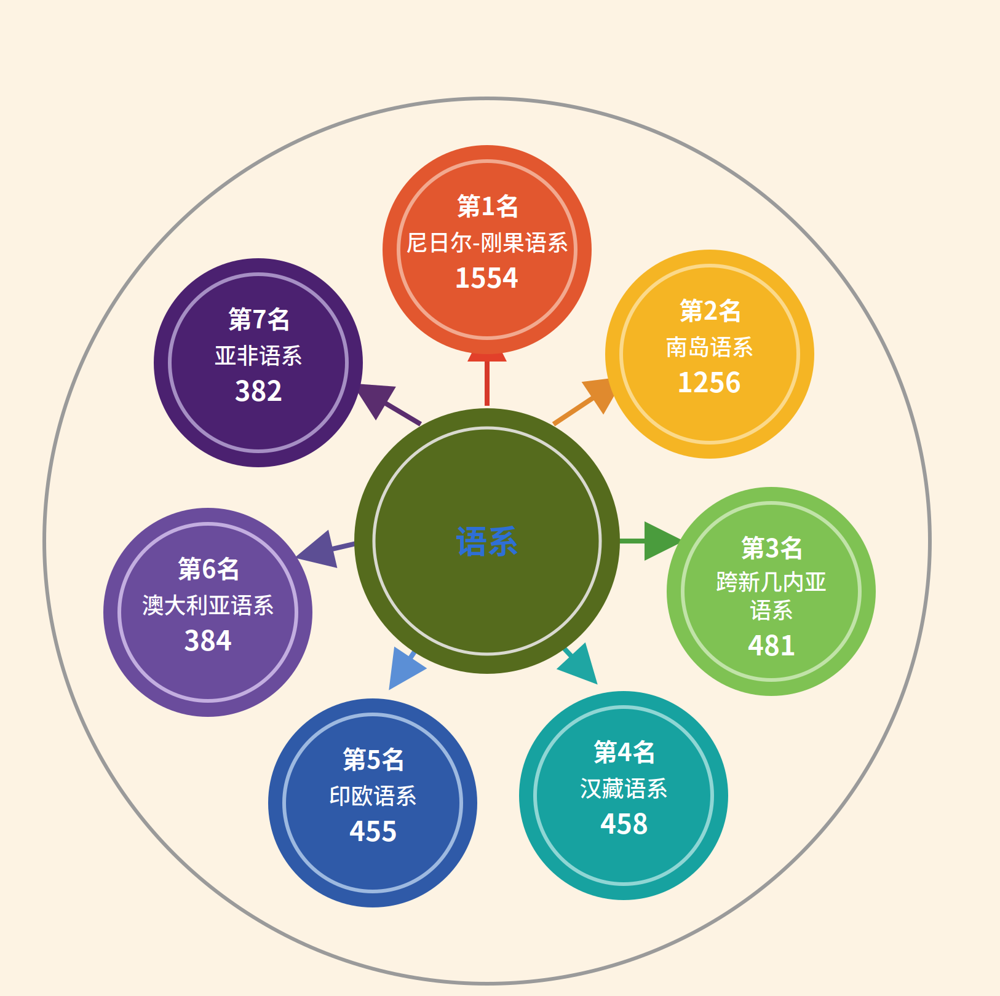 第1名
尼日尔-刚果语系
1554
第2名
南岛语系
1256
第3名
跨新几内亚
语系
481
第4名
汉藏语系
458
第5名
印欧语系
455
第6名
澳大利亚语系
384
第7名
亚非语系
382
语系